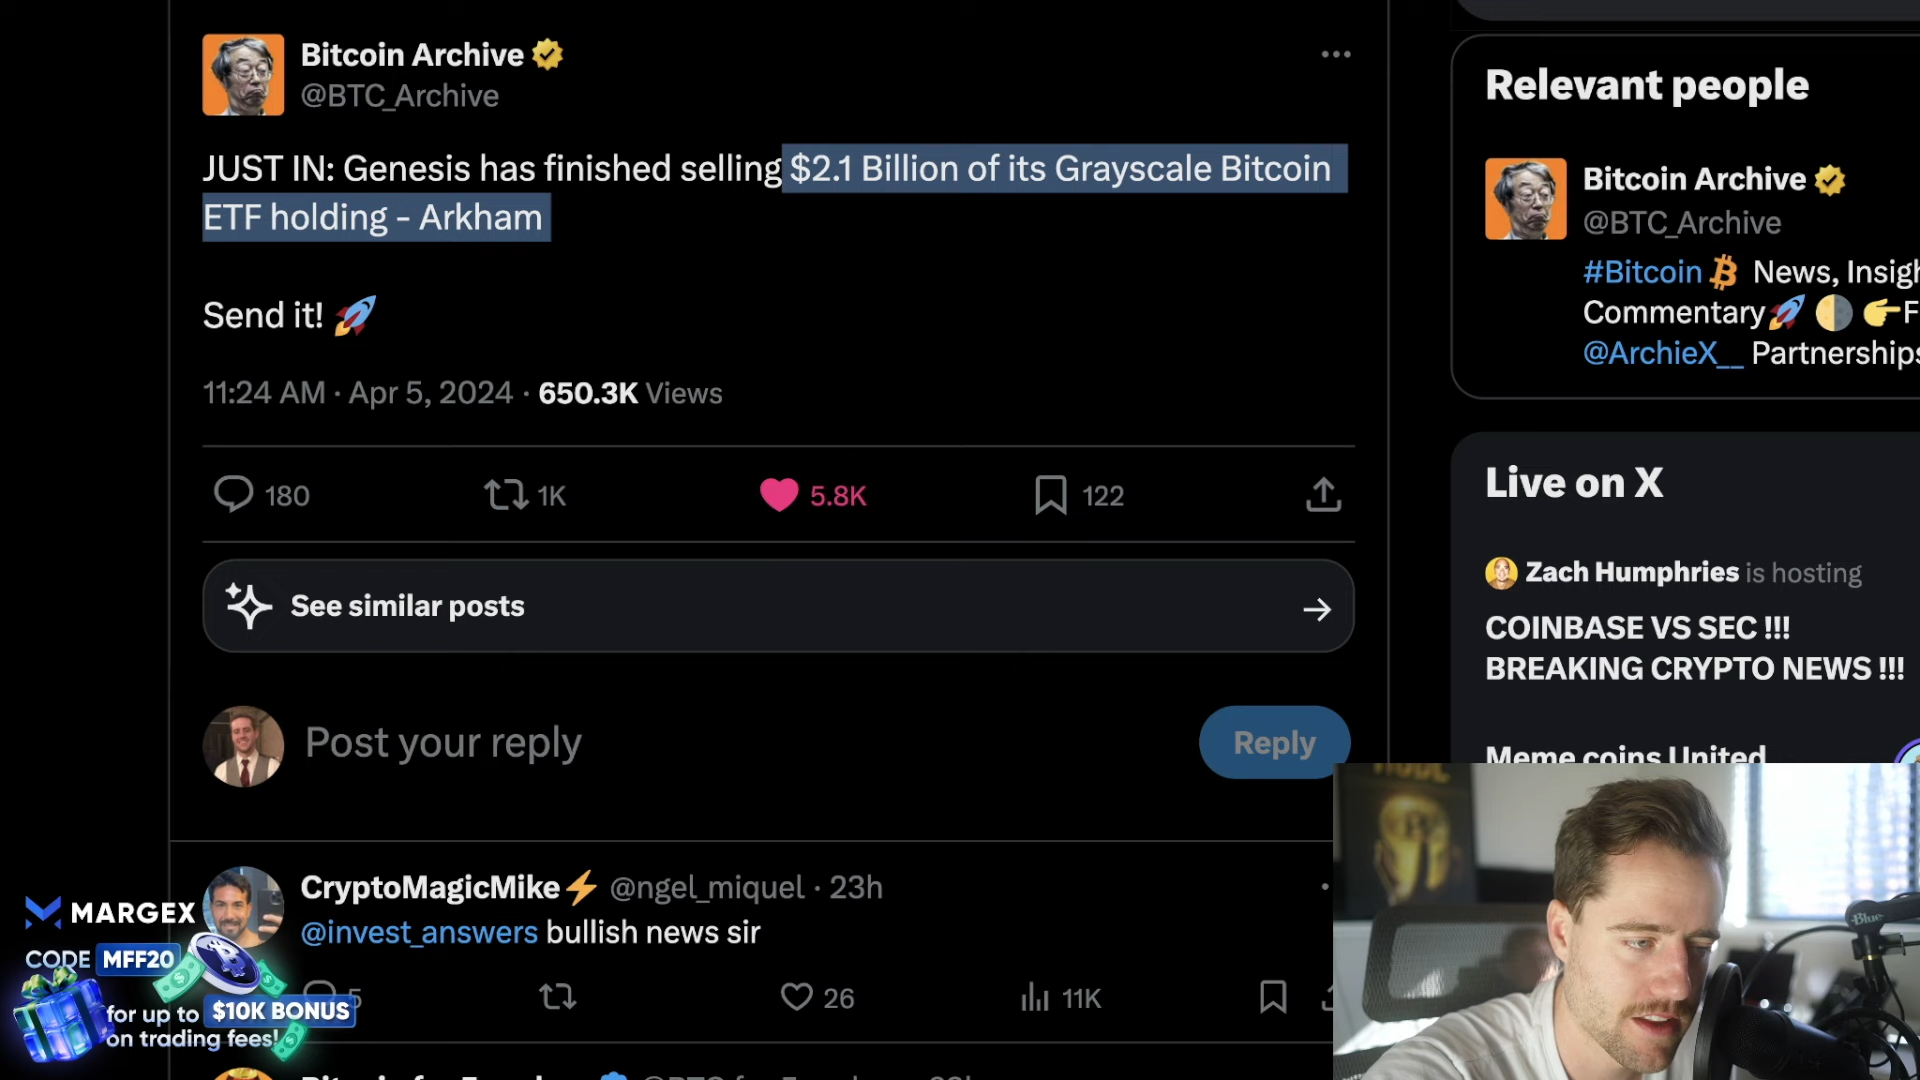 Bitcoin Archive
@BTC_Archive
JUST IN: Genesis has finished selling $2.1 Billion of its Grayscale Bitcoin
ETF holding - Arkham
Send it! 🚀
11:24 AM · Apr 5, 2024 · 650.3K Views
180 1K 5.8K 122
See similar posts
Post your reply
Reply
CryptoMagicMike⚡ @ngel_miquel · 23h
@invest_answers bullish news sir
5 26 11K
Relevant people
Bitcoin Archive
@BTC_Archive
#Bitcoin News,
Commentary🚀 🌗 👉
@ArchieX__ Partnerships
Live on X
Zach Humphries is hosting
COINBASE VS SEC !!!
BREAKING CRYPTO NEWS !!!
Meme coins United
MARGEX
CODE MFF20
for up to $10K BONUS
on trading fees!
Blue